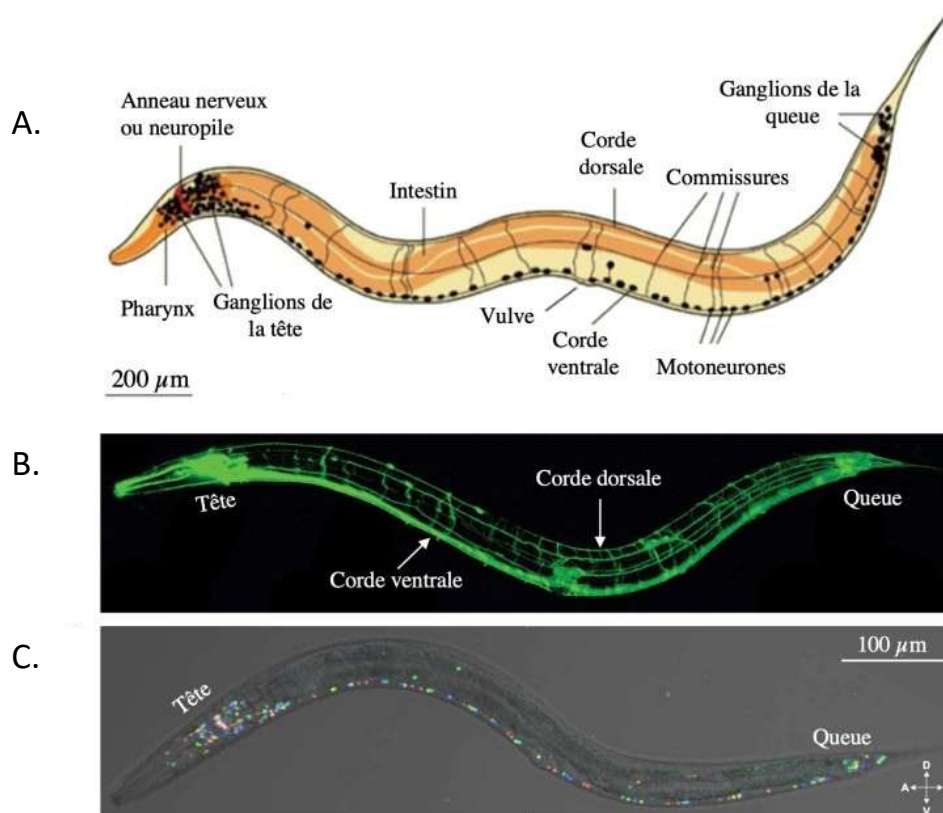 A.
Anneau nerveux
ou neuropile
Ganglions de la
queue
Corde
dorsale
Commissures
Intestin
Pharynx
Ganglions de
la tête
Vulve
Corde
ventrale
Motoneurones
200 µm
B.
Tête
Corde dorsale
Queue
Corde ventrale
C.
100 µm
Tête
Queue
D
A
V